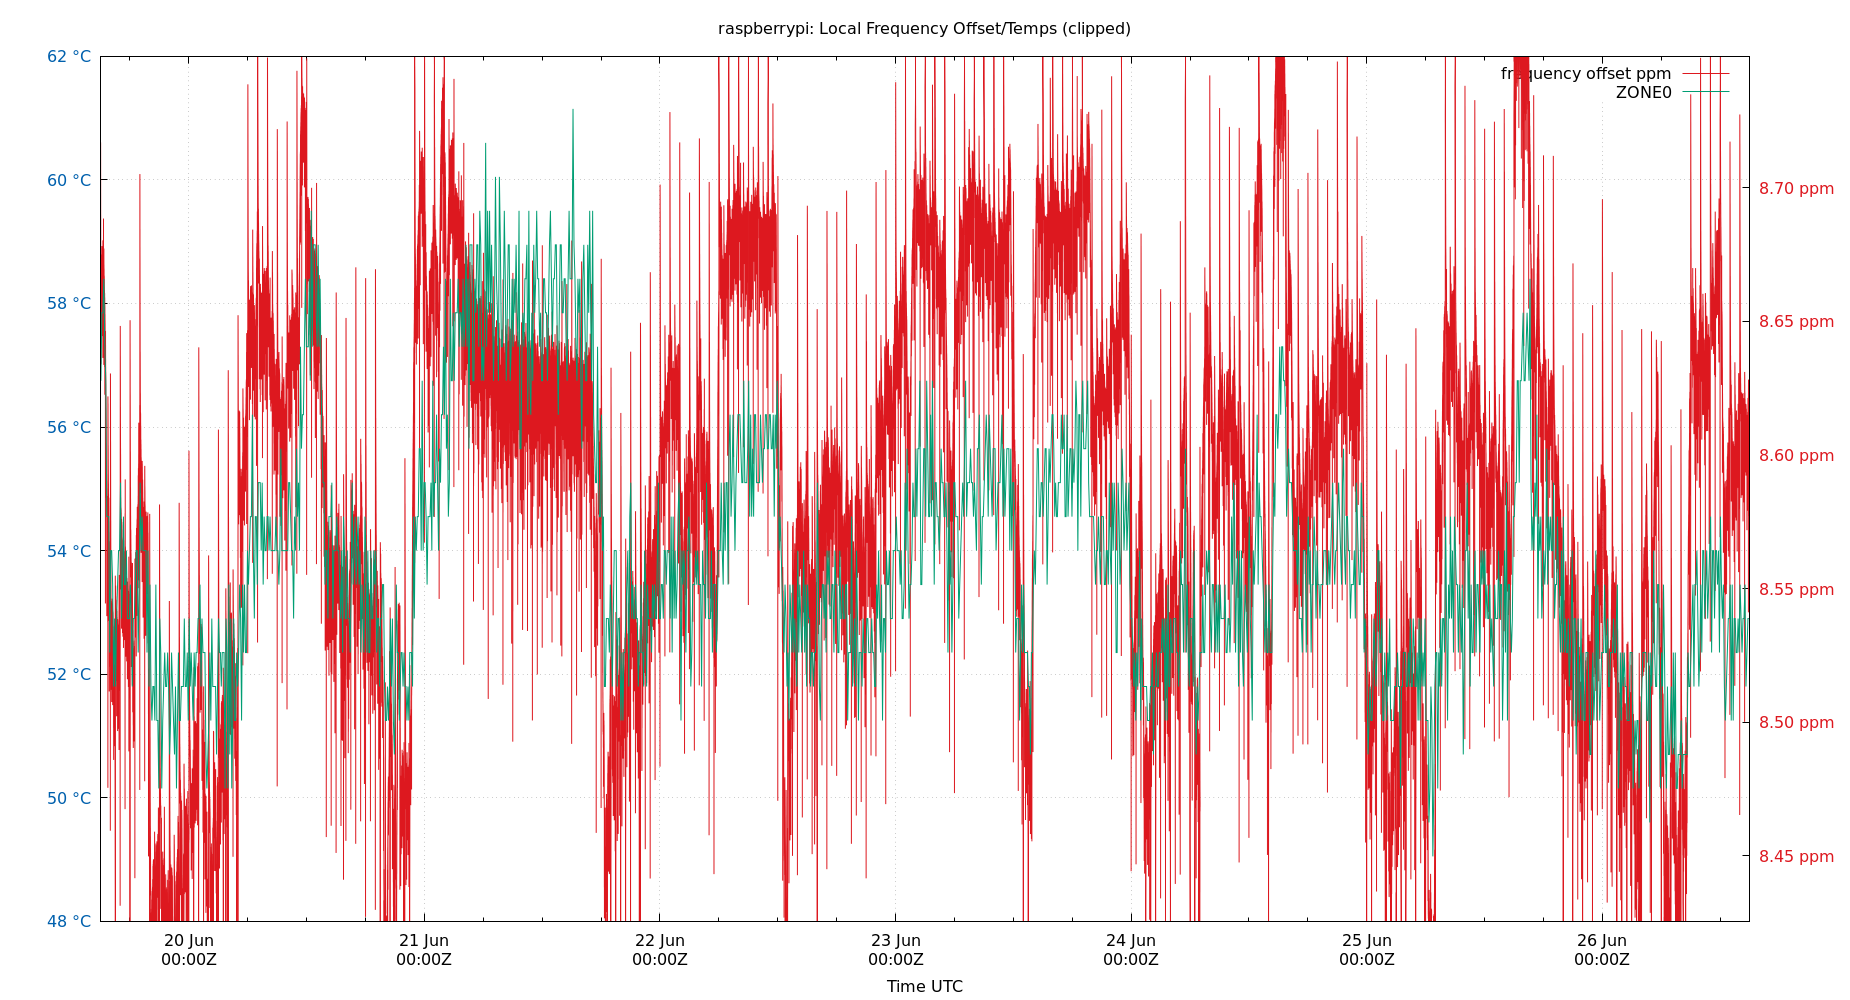 raspberrypi: Local Frequency Offset/Temps (clipped)
62 °C
60 °C
58 °C
56 °C
54 °C
52 °C
50 °C
48 °C
frequency offset ppm
ZONE0
8.70 ppm
8.65 ppm
8.60 ppm
8.55 ppm
8.50 ppm
8.45 ppm
20 Jun
00:00Z
21 Jun
00:00Z
22 Jun
00:00Z
23 Jun
00:00Z
24 Jun
00:00Z
25 Jun
00:00Z
26 Jun
00:00Z
Time UTC